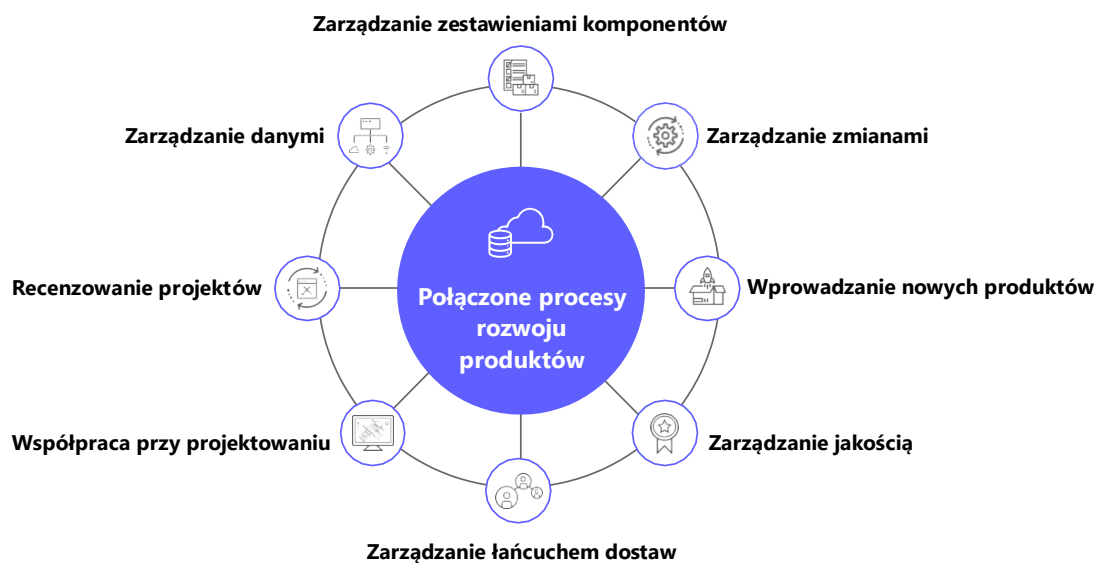 Zarządzanie zestawieniami komponentów
Zarządzanie danymi
Zarządzanie zmianami
Recenzowanie projektów
Połączone procesy
rozwoju
produktów
Wprowadzanie nowych produktów
Współpraca przy projektowaniu
Zarządzanie jakością
Zarządzanie łańcuchem dostaw